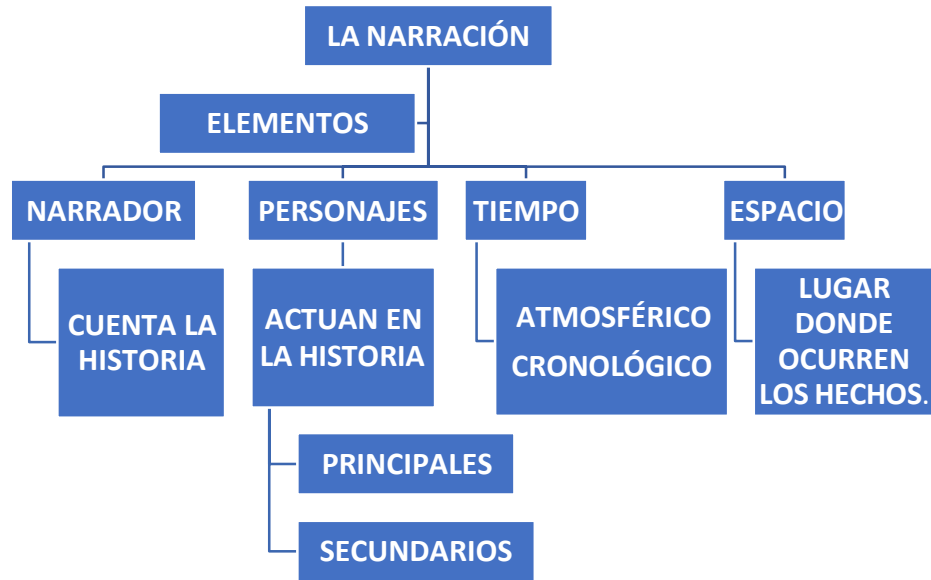 LA NARRACIÓN
ELEMENTOS
NARRADOR
PERSONAJES
TIEMPO
ESPACIO
CUENTA LA
HISTORIA
ACTUAN EN
LA HISTORIA
ATMOSFÉRICO
CRONOLÓGICO
LUGAR
DONDE
OCURREN
LOS HECHOS.
PRINCIPALES
SECUNDARIOS